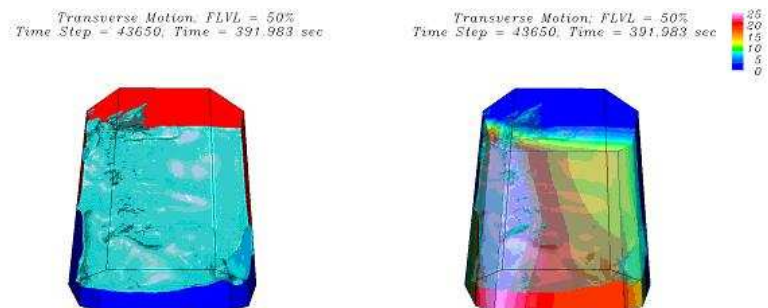 Transverse Motion; FLVL = 50%
Time Step = 43650, Time = 391.983 sec
Transverse Motion; FLVL = 50%
Time Step = 43650, Time = 391.983 sec
25
20
15
10
5
0